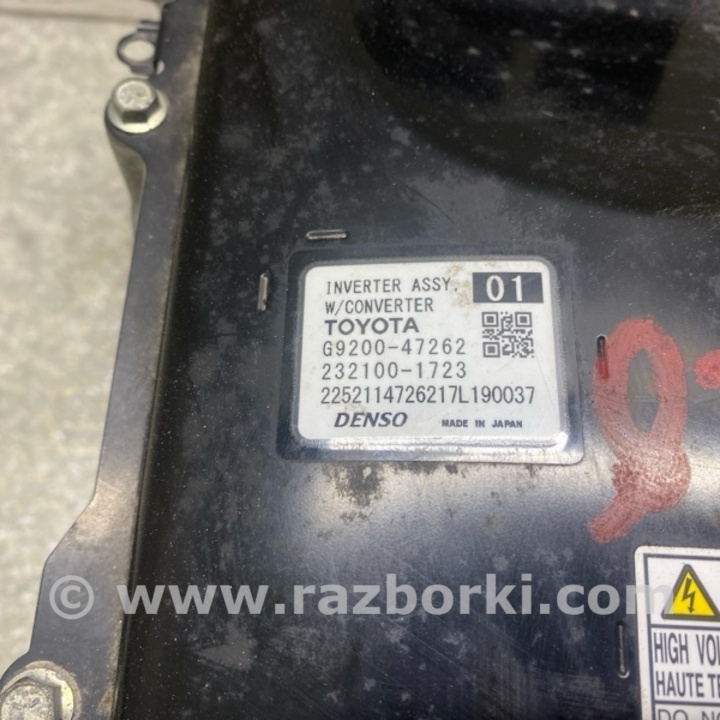 INVERTER ASSY. 01
W/CONVERTER
TOYOTA
G9200-47262
232100-1723
2252114726217L190037
DENSO MADE IN JAPAN
© www.razborki.com
HIGH
HAUTE
DO